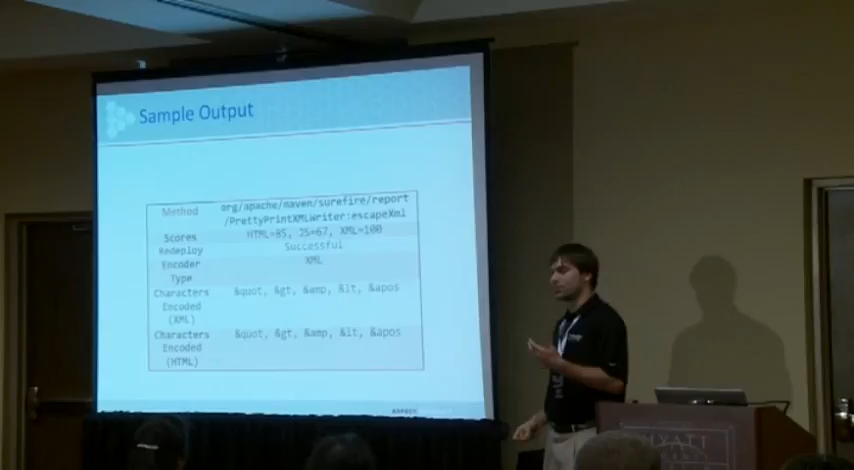 Sample Output
Method org/apache/maven/surefire/report
/PrettyPrintXMLWriter:escapeXml
Scores HTML=85, JS=67, XML=100
Redeploy Successful
Encoder XML
Type
Characters &quot, &gt, &amp, &lt, &apos
Encoded
(XML)
Characters &quot, &gt, &amp, &lt, &apos
Encoded
(HTML)
ASPECT
HYATT